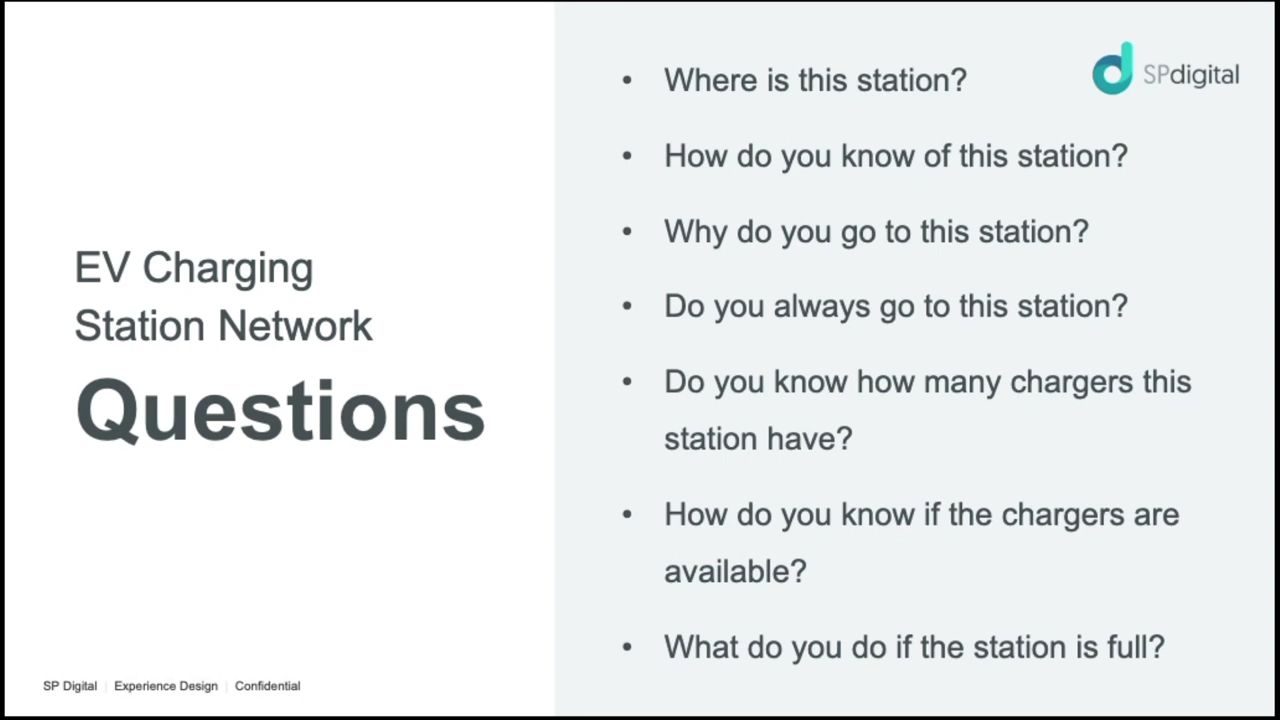 EV Charging
Station Network
Questions
• Where is this station?
• How do you know of this station?
• Why do you go to this station?
• Do you always go to this station?
• Do you know how many chargers this
station have?
• How do you know if the chargers are
available?
• What do you do if the station is full?
SPdigital
SP Digital | Experience Design | Confidential